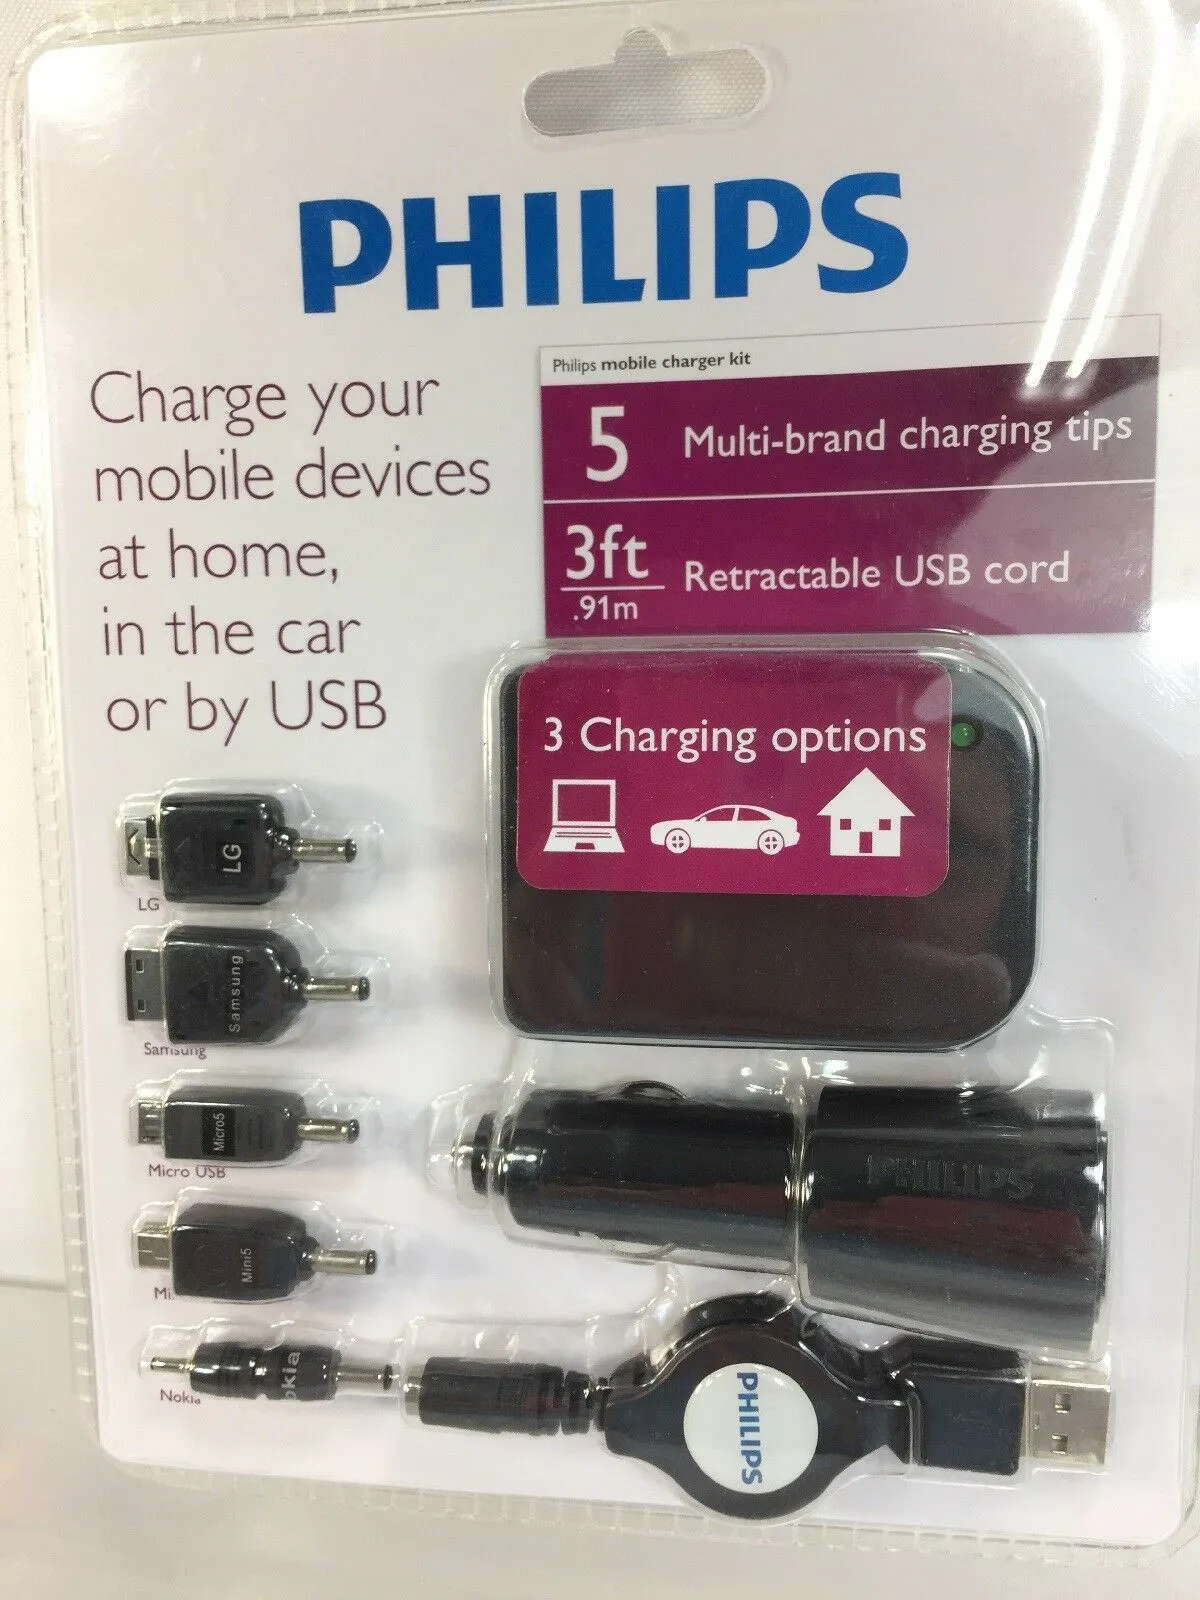 PHILIPS
Philips mobile charger kit
5 Multi-brand charging tips
3ft Retractable USB cord
.91m
Charge your
mobile devices
at home,
in the car
or by USB
3 Charging options
LG
LG
Samsung
Samsung
Micro5
Micro USB
Mini5
Mi
okia
Nokia
PHILIPS
PHILIPS